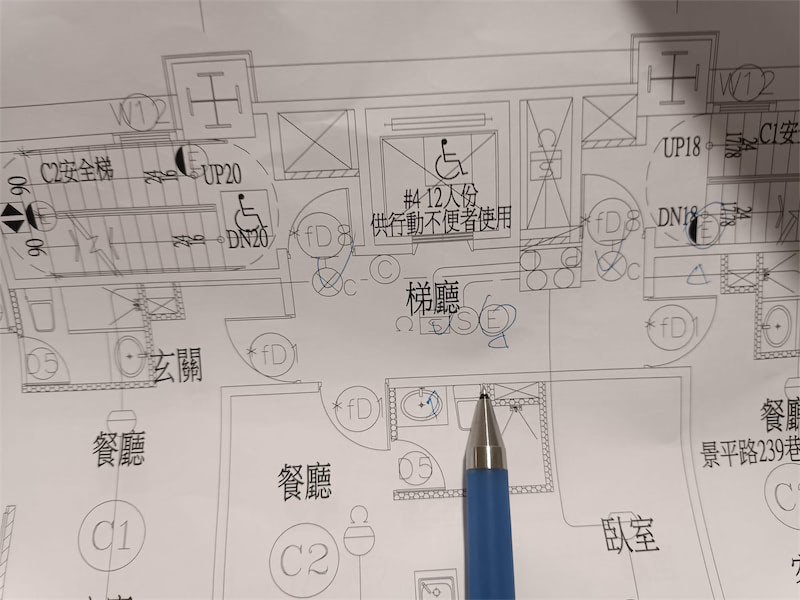 W12
W12
C2安全梯
UP20
UP18
C1安
90
DN20
DN18
#4 12人份
供行動不便者使用
90
fD8
fD8
E
E
C
C
C
梯廳
S
E
D5
玄關
*fD1
*fD1
*fD1
餐廳
餐廳
景平路239巷
D5
餐廳
C1
C2
臥室